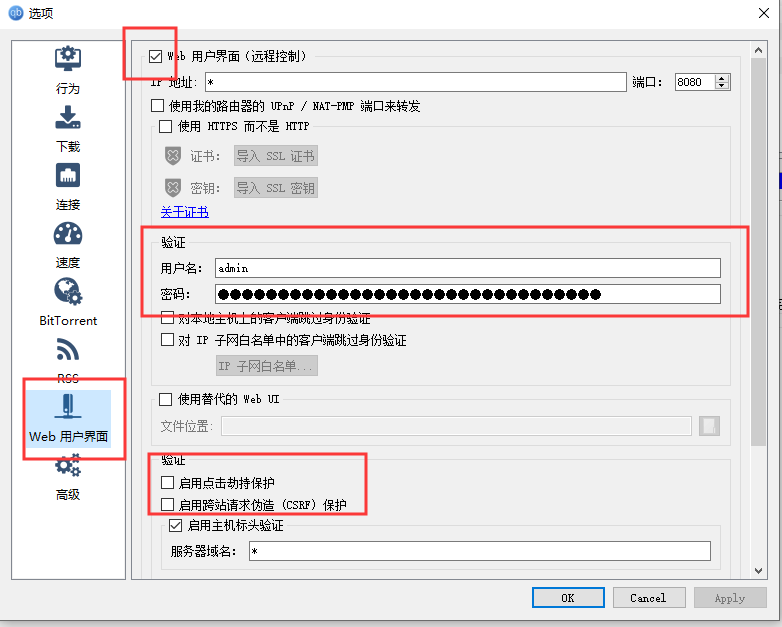 qb 选项
行为
下载
连接
速度
BitTorrent
RSS
Web 用户界面
高级
Web 用户界面（远程控制）
IP 地址: *
端口: 8080
使用我的路由器的 UPnP / NAT-PMP 端口来转发
使用 HTTPS 而不是 HTTP
证书: 导入 SSL 证书
密钥: 导入 SSL 密钥
关于证书
验证
用户名: admin
密码: ●●●●●●●●●●●●●●●●●●●●●●●●●●●●●●●●
对本地主机上的客户端跳过身份验证
对 IP 子网白名单中的客户端跳过身份验证
IP 子网白名单...
使用替代的 Web UI
文件位置:
验证
启用点击劫持保护
启用跨站请求伪造（CSRF）保护
启用主机标头验证
服务器域名: *
OK
Cancel
Apply